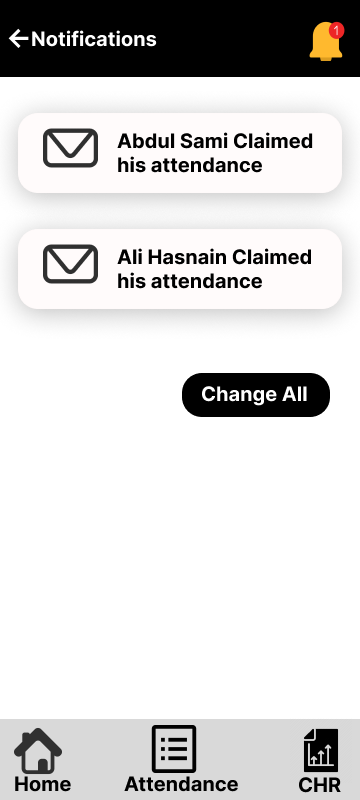 Notifications
1
Abdul Sami Claimed
his attendance
Ali Hasnain Claimed
his attendance
Change All
Home
Attendance
CHR